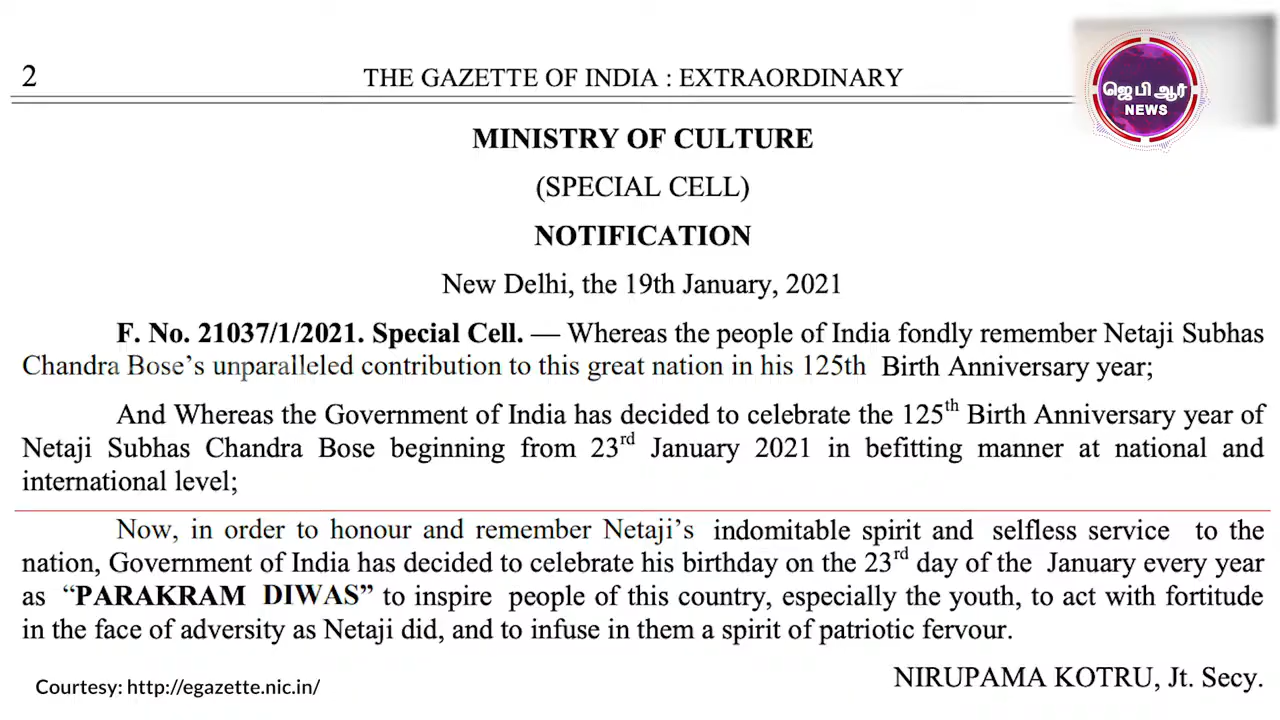 2
THE GAZETTE OF INDIA : EXTRAORDINARY
ஜெ பி ஆர்
NEWS
MINISTRY OF CULTURE
(SPECIAL CELL)
NOTIFICATION
New Delhi, the 19th January, 2021
F. No. 21037/1/2021. Special Cell. — Whereas the people of India fondly remember Netaji Subhas
Chandra Bose’s unparalleled contribution to this great nation in his 125th Birth Anniversary year;
And Whereas the Government of India has decided to celebrate the 125th Birth Anniversary year of
Netaji Subhas Chandra Bose beginning from 23rd January 2021 in befitting manner at national and
international level;
Now, in order to honour and remember Netaji’s indomitable spirit and selfless service to the
nation, Government of India has decided to celebrate his birthday on the 23rd day of the January every year
as “PARAKRAM DIWAS” to inspire people of this country, especially the youth, to act with fortitude
in the face of adversity as Netaji did, and to infuse in them a spirit of patriotic fervour.
NIRUPAMA KOTRU, Jt. Secy.
Courtesy: http://egazette.nic.in/